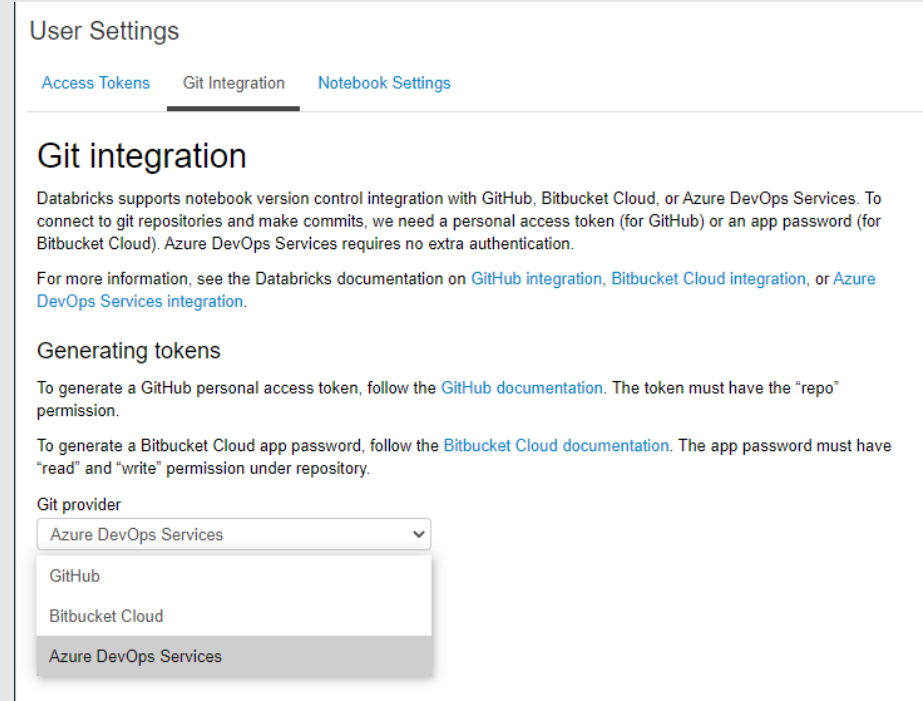 User Settings
Access Tokens Git Integration Notebook Settings
Git integration
Databricks supports notebook version control integration with GitHub, Bitbucket Cloud, or Azure DevOps Services. To
connect to git repositories and make commits, we need a personal access token (for GitHub) or an app password (for
Bitbucket Cloud). Azure DevOps Services requires no extra authentication.
For more information, see the Databricks documentation on GitHub integration, Bitbucket Cloud integration, or Azure
DevOps Services integration.
Generating tokens
To generate a GitHub personal access token, follow the GitHub documentation. The token must have the “repo”
permission.
To generate a Bitbucket Cloud app password, follow the Bitbucket Cloud documentation. The app password must have
“read” and “write” permission under repository.
Git provider
Azure DevOps Services
GitHub
Bitbucket Cloud
Azure DevOps Services